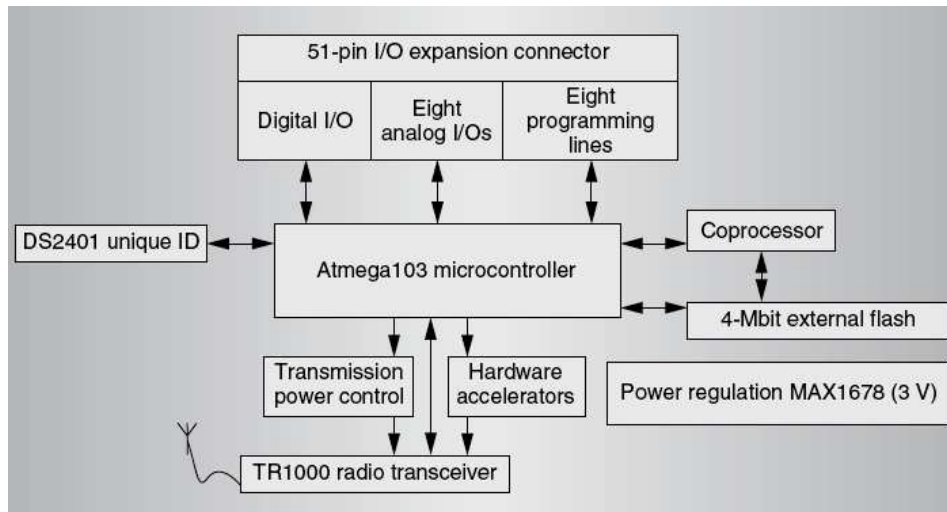 51-pin I/O expansion connector
Digital I/O
Eight
analog I/Os
Eight
programming
lines
DS2401 unique ID
Atmega103 microcontroller
Coprocessor
4-Mbit external flash
Transmission
power control
Hardware
accelerators
Power regulation MAX1678 (3 V)
TR1000 radio transceiver